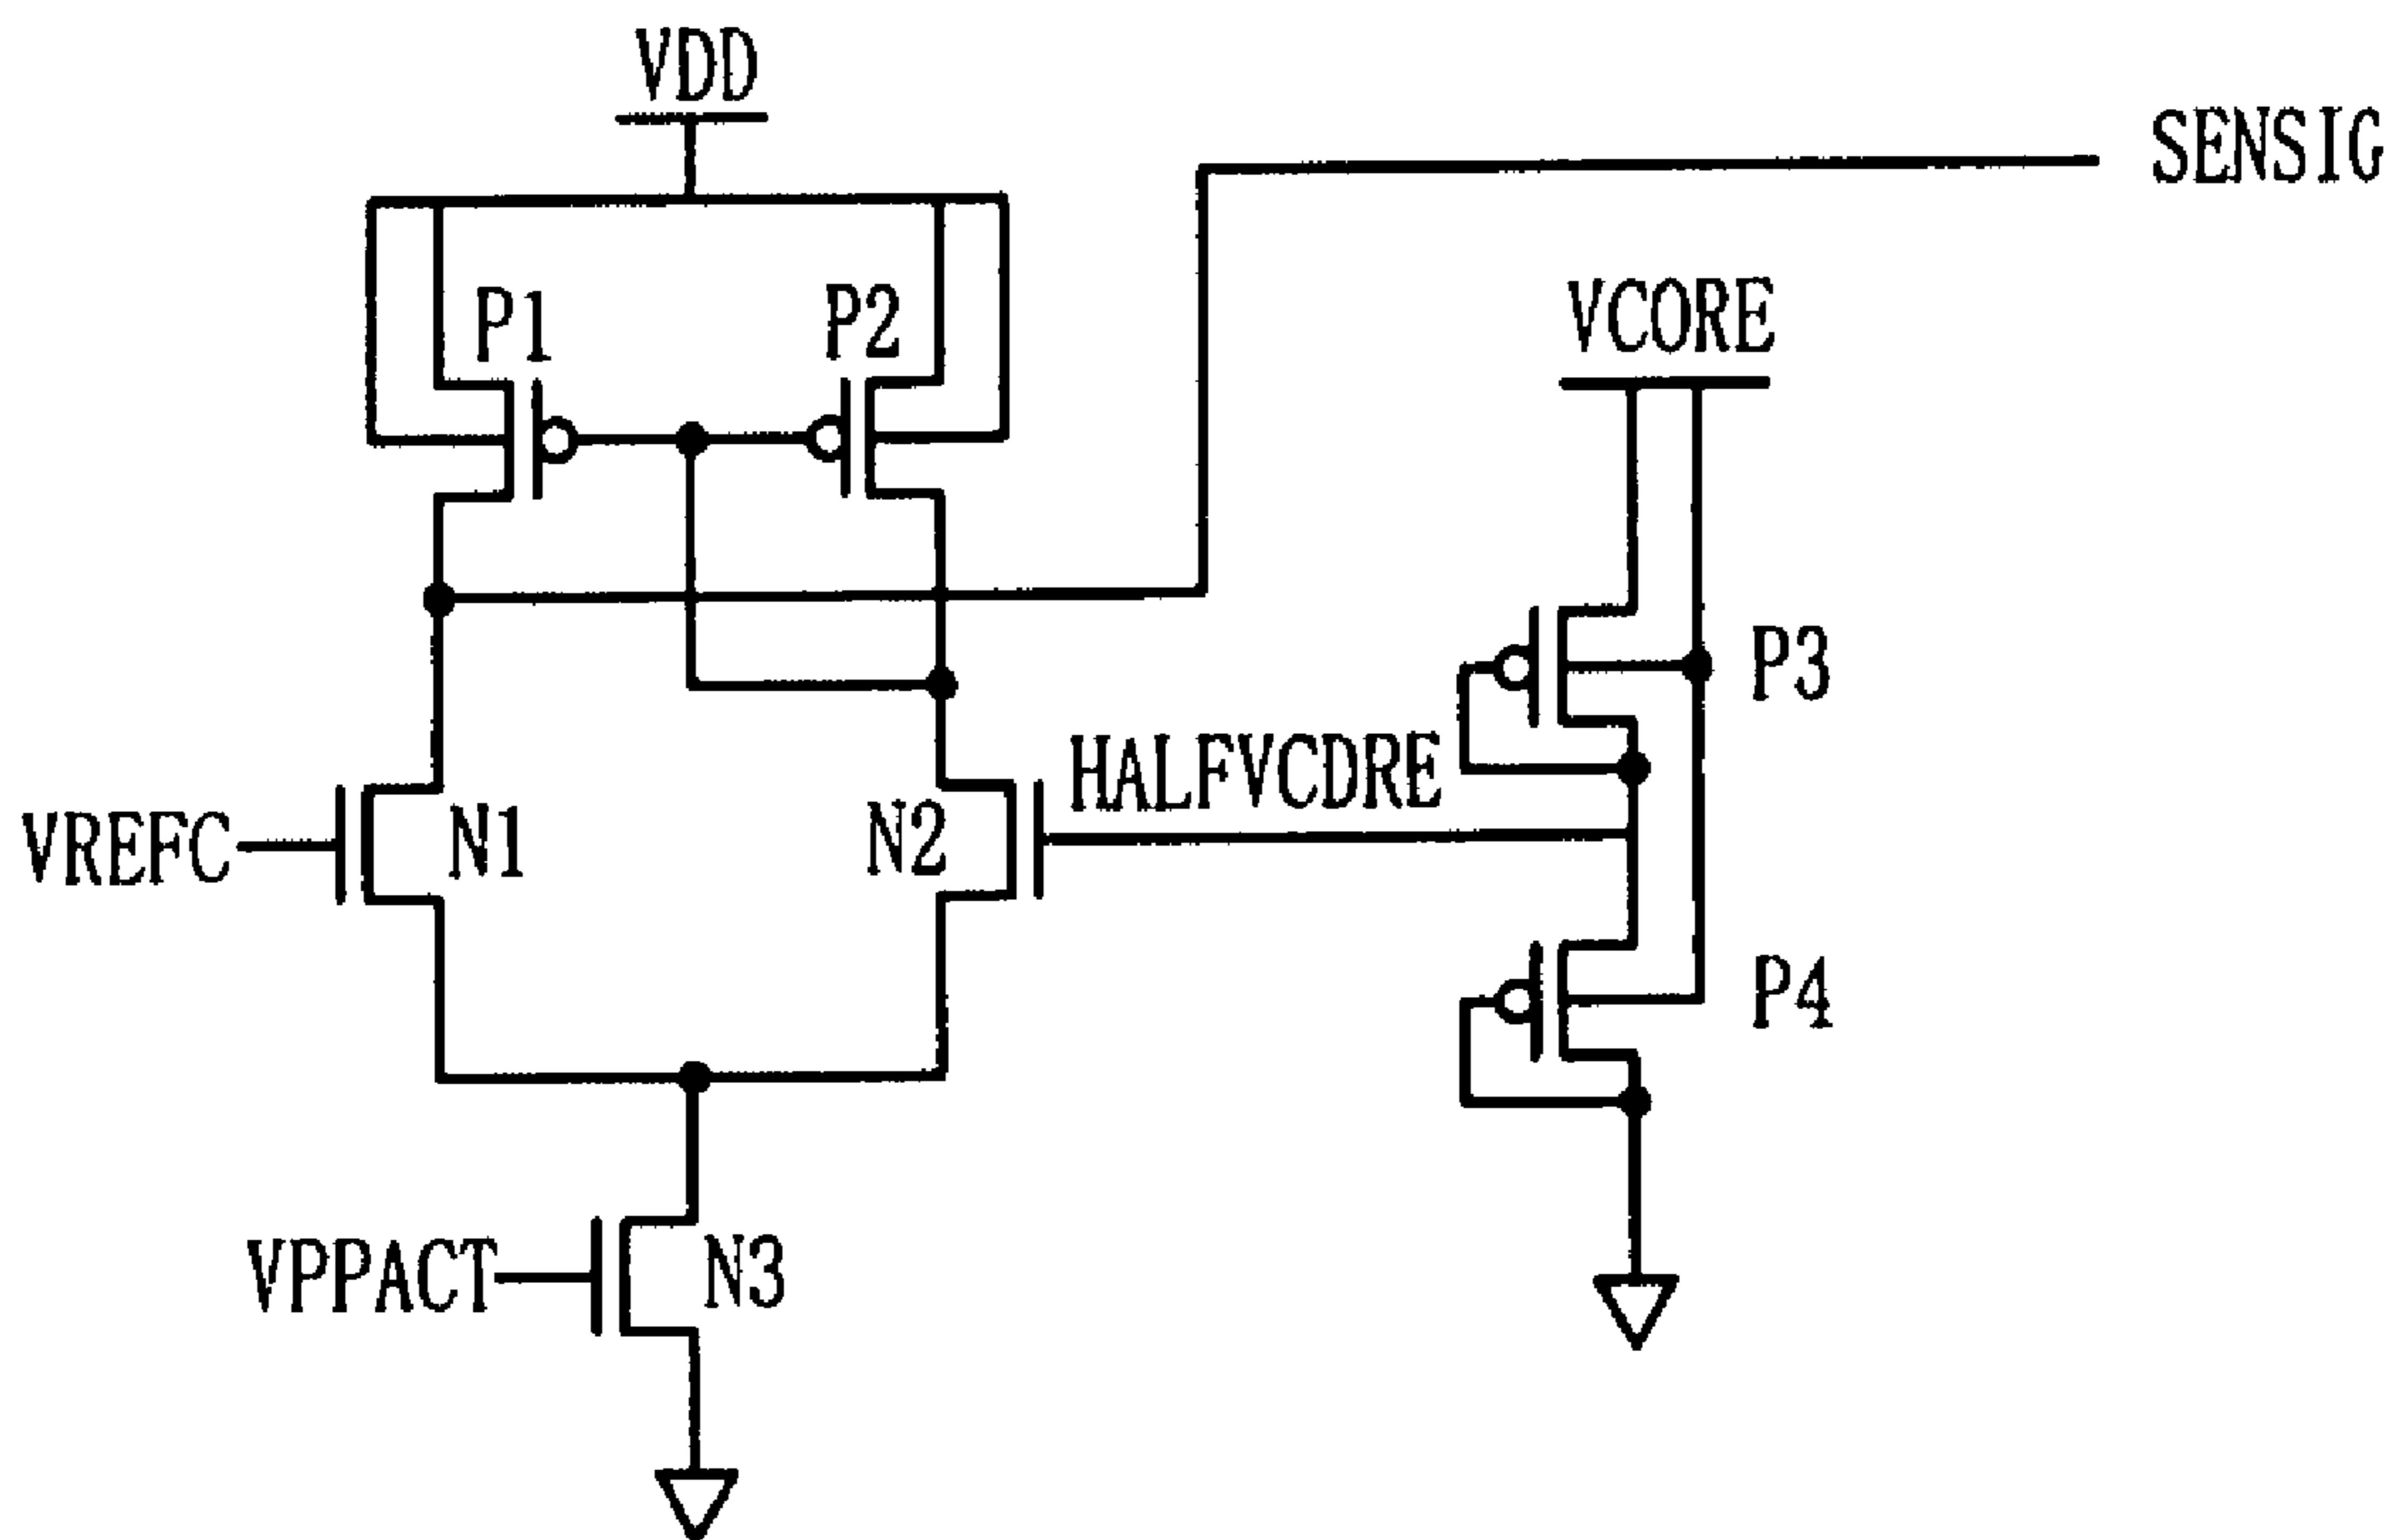 VDD
SENSIG
P1
P2
VCORE
P3
HALFVCDRE
VREFC
N1
N2
P4
VPPACT
N3